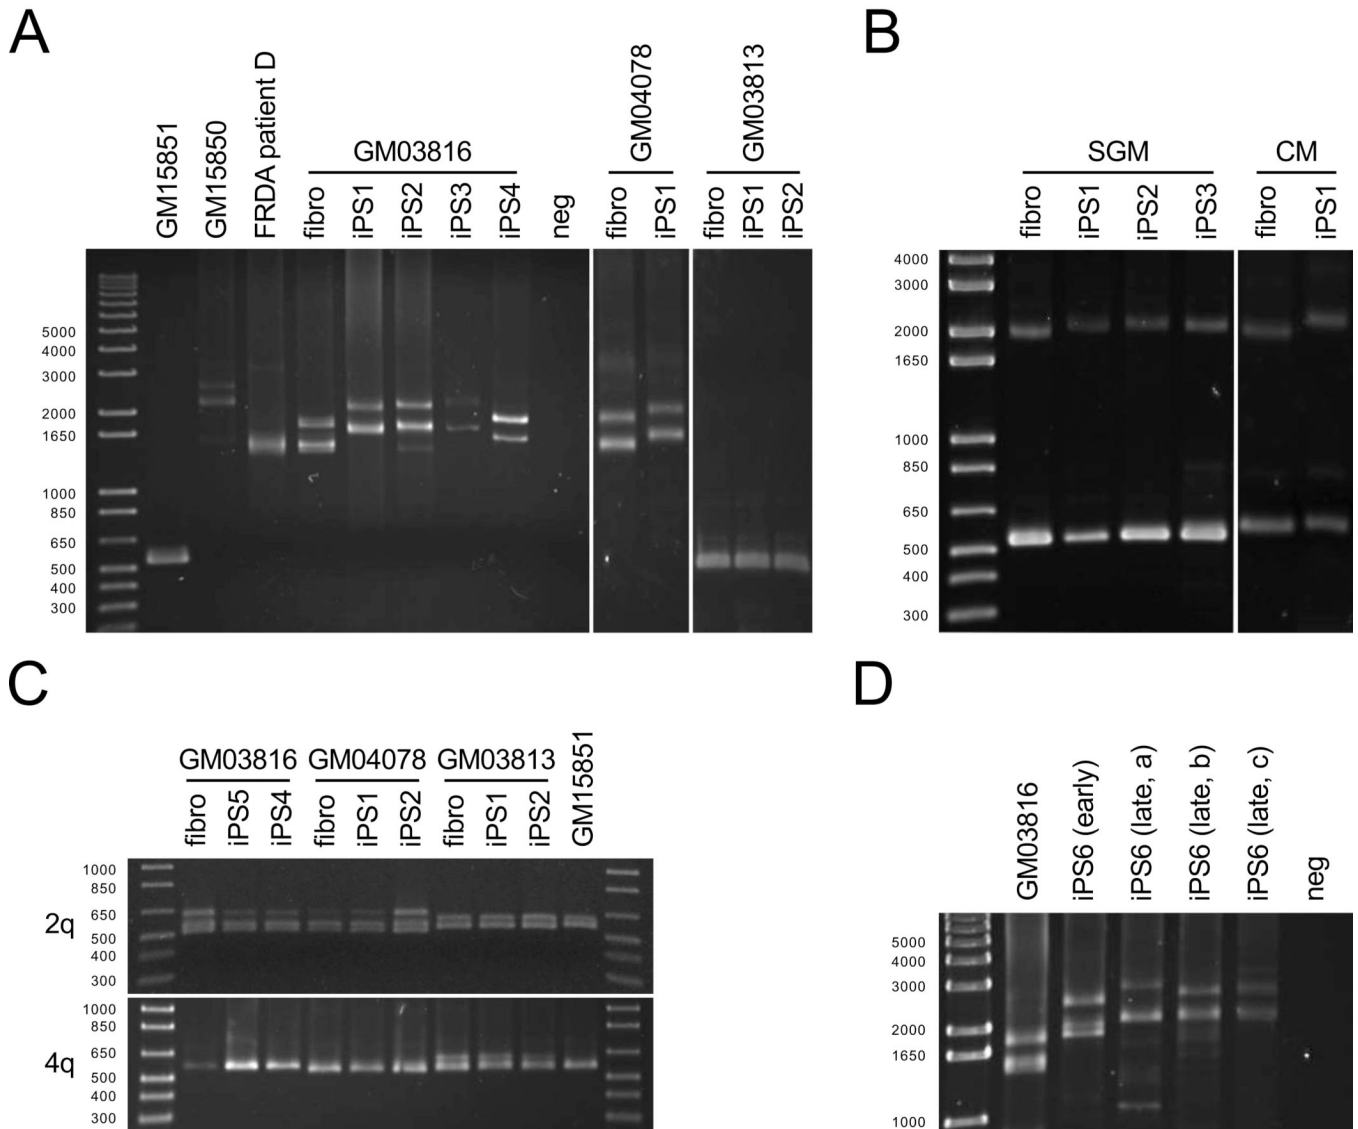 A
GM15851
GM15850
FRDA patient D
GM03816
fibro
iPS1
iPS2
iPS3
iPS4
neg
GM04078
fibro
iPS1
GM03813
fibro
iPS1
iPS2
5000
4000
3000
2000
1650
1000
850
650
500
400
300
B
SGM
CM
fibro
iPS1
iPS2
iPS3
fibro
iPS1
4000
3000
2000
1650
1000
850
650
500
400
300
C
GM03816
GM04078
GM03813
GM15851
fibro
iPS5
iPS4
fibro
iPS1
iPS2
fibro
iPS1
iPS2
2q
1000
850
650
500
400
300
4q
1000
850
650
500
400
300
D
GM03816
iPS6 (early)
iPS6 (late, a)
iPS6 (late, b)
iPS6 (late, c)
neg
5000
4000
3000
2000
1650
1000